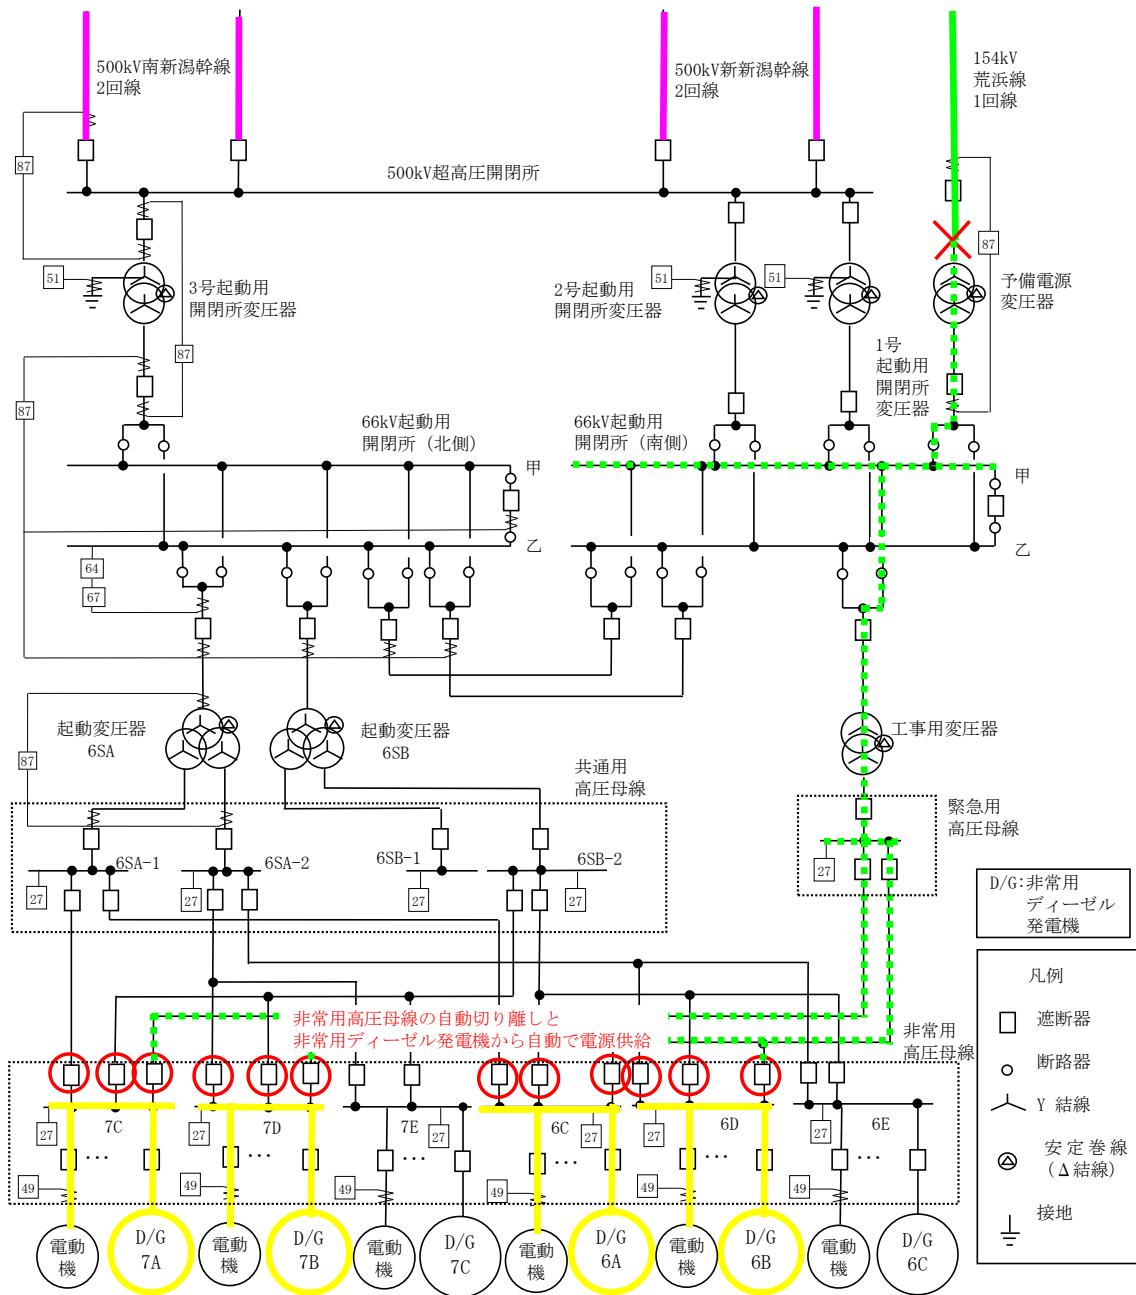 500kV南新潟幹線
2回線
500kV新新潟幹線
2回線
154kV
荒浜線
1回線
87
500kV超高圧開閉所
87
51
3号起動用
開閉所変圧器
51
2号起動用
開閉所変圧器
51
予備電源
変圧器
87
1号
起動用
開閉所
変圧器
87
66kV起動用
開閉所（北側）
66kV起動用
開閉所（南側）
甲
甲
乙
乙
64
67
起動変圧器
6SA
起動変圧器
6SB
工事用変圧器
87
共通用
高圧母線
緊急用
高圧母線
6SA-1
6SA-2
6SB-1
6SB-2
27
27
27
27
27
D/G:非常用
ディーゼル
発電機
凡例
遮断器
断路器
Y 結線
安定巻線
(Δ結線)
接地
非常用高圧母線の自動切り離しと
非常用ディーゼル発電機から自動で電源供給
非常用
高圧母線
7C
7D
7E
6C
6D
6E
27
27
27
27
27
27
…
…
…
…
…
…
49
49
49
49
49
49
電動
機
D/G
7A
電動
機
D/G
7B
電動
機
D/G
7C
電動
機
D/G
6A
電動
機
D/G
6B
電動
機
D/G
6C